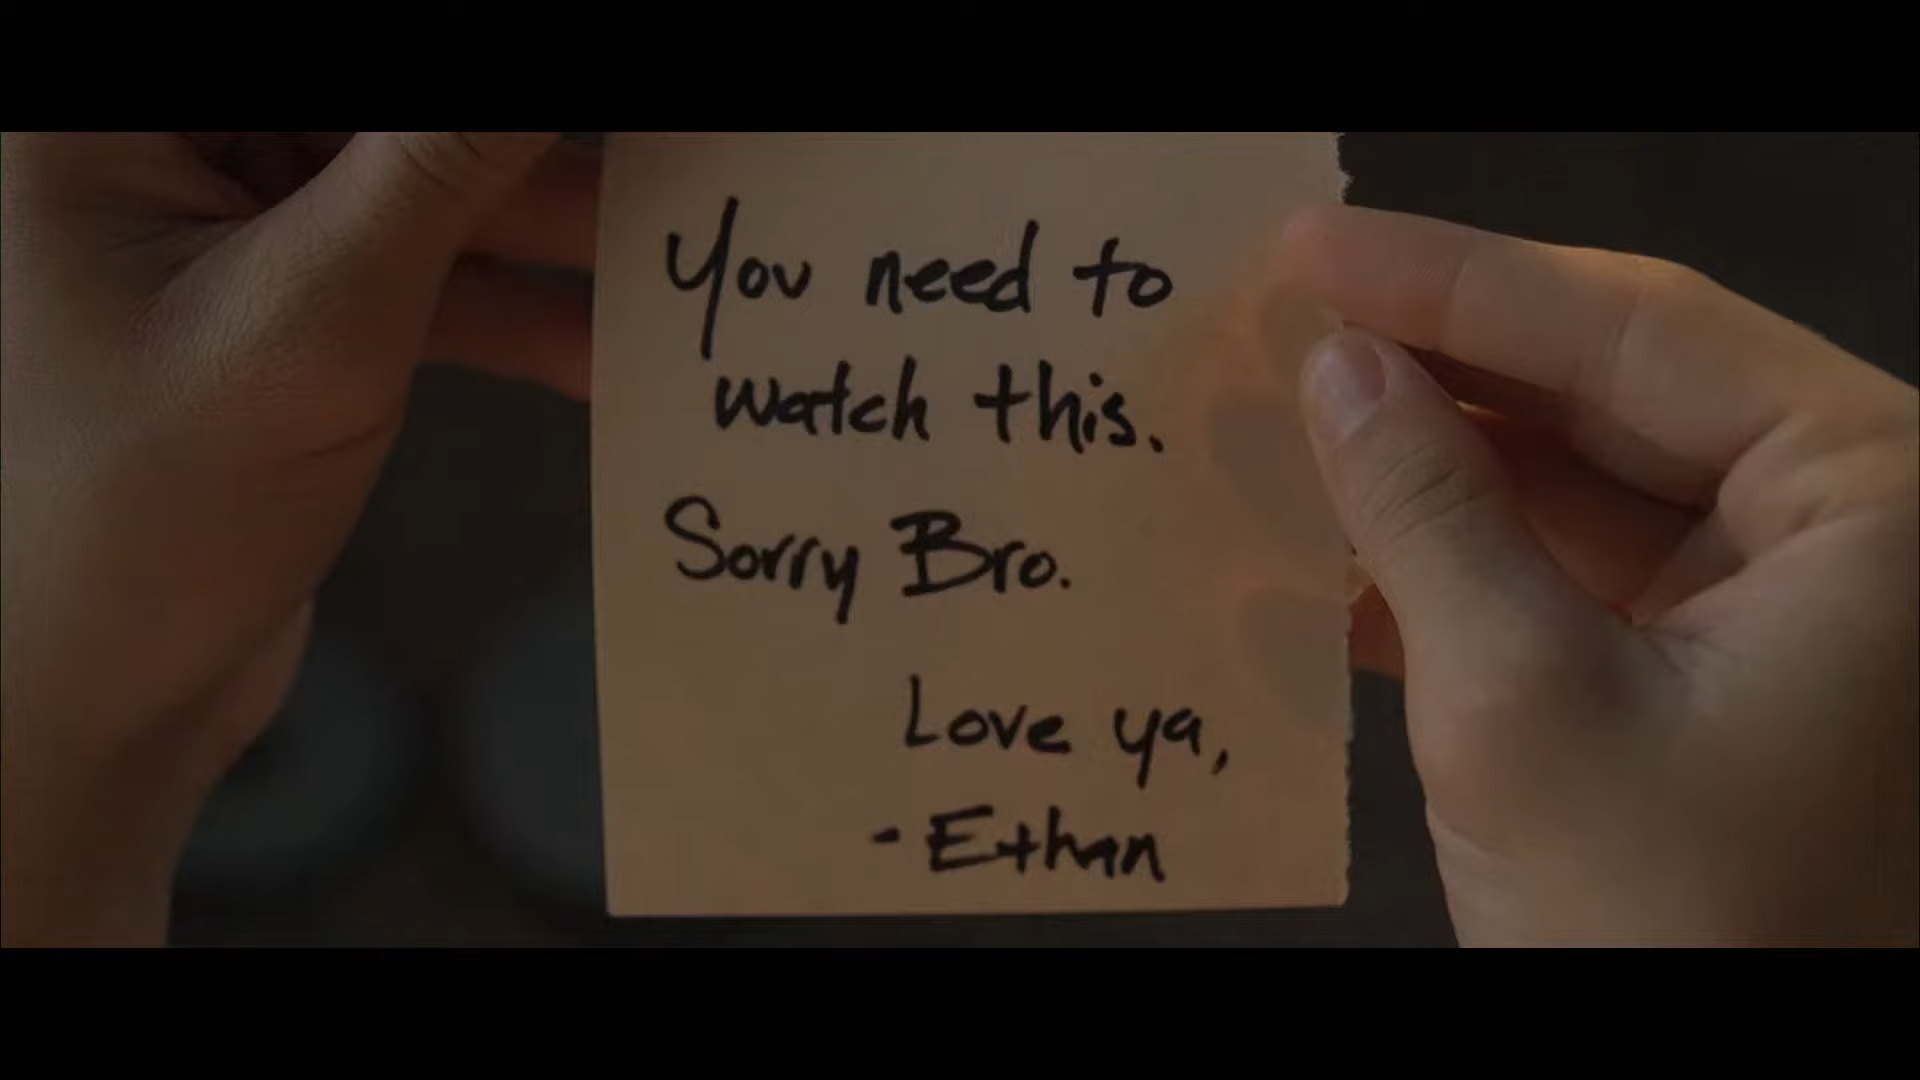 You need to
watch this.
Sorry Bro.
Love ya,
- Ethan